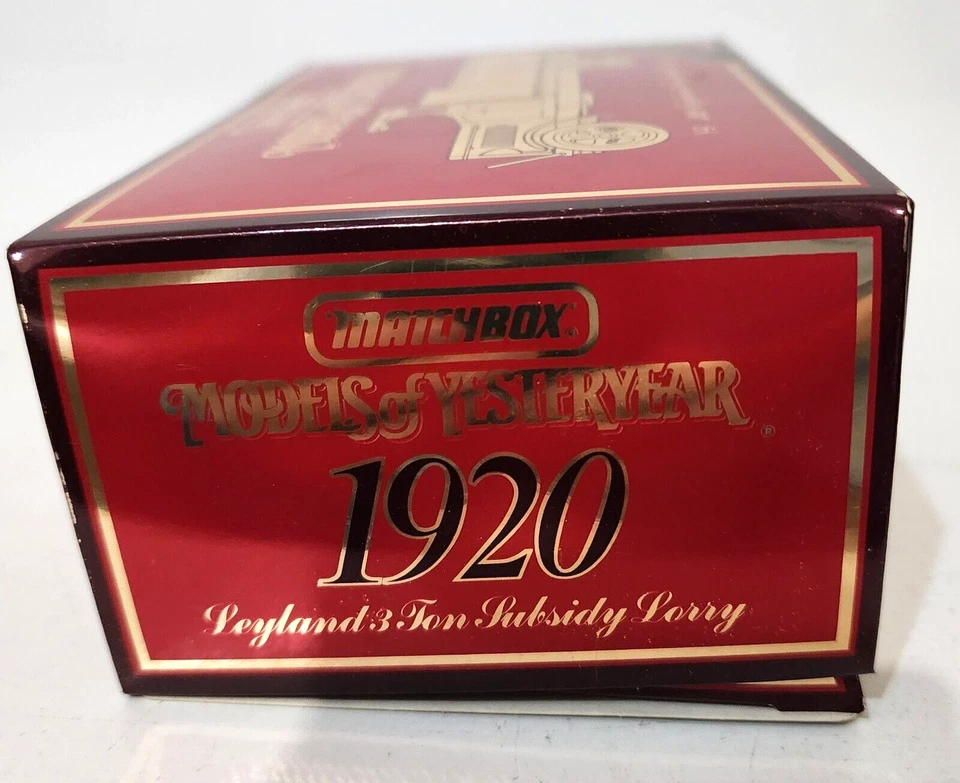 MATCHBOX®
MODELS of YESTERYEAR®
1920
Leyland 3 Ton Subsidy Lorry